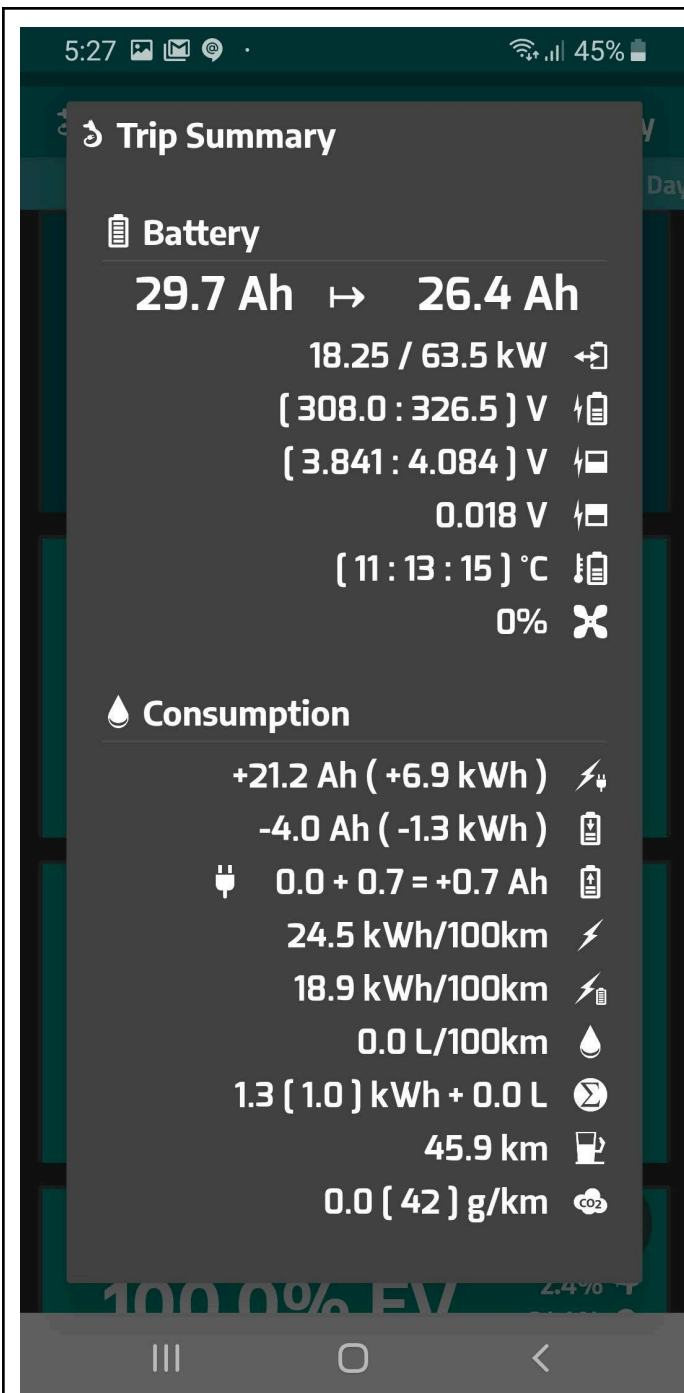 5:27 45%
Trip Summary
Day
Battery
29.7 Ah ↦ 26.4 Ah
18.25 / 63.5 kW
( 308.0 : 326.5 ) V
( 3.841 : 4.084 ) V
0.018 V
( 11 : 13 : 15 ) °C
0%
Consumption
+21.2 Ah ( +6.9 kWh )
-4.0 Ah ( -1.3 kWh )
0.0 + 0.7 = +0.7 Ah
24.5 kWh/100km
18.9 kWh/100km
0.0 L/100km
1.3 ( 1.0 ) kWh + 0.0 L
45.9 km
CO2
0.0 ( 42 ) g/km
100.0% EV 2.4%